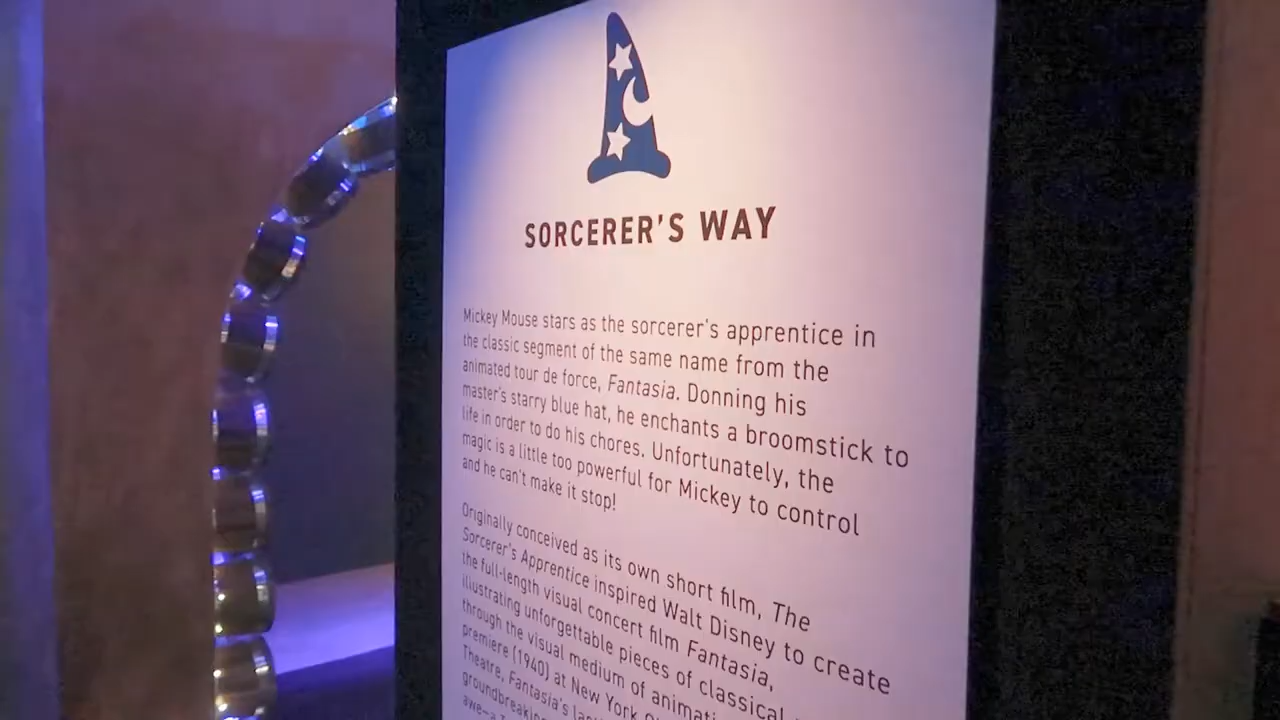 SORCERER'S WAY
Mickey Mouse stars as the sorcerer's apprentice in
the classic segment of the same name from the
animated tour de force, Fantasia. Donning his
master's starry blue hat, he enchants a broomstick to
life in order to do his chores. Unfortunately, the
magic is a little too powerful for Mickey to control
and he can't make it stop!
Originally conceived as its own short film, The
Sorcerer's Apprentice inspired Walt Disney to create
the full-length visual concert film Fantasia,
illustrating unforgettable pieces of classical
through the visual medium of animati
premiere (1940) at New York
Theatre, Fantasia's
groundbreaking
awe—a